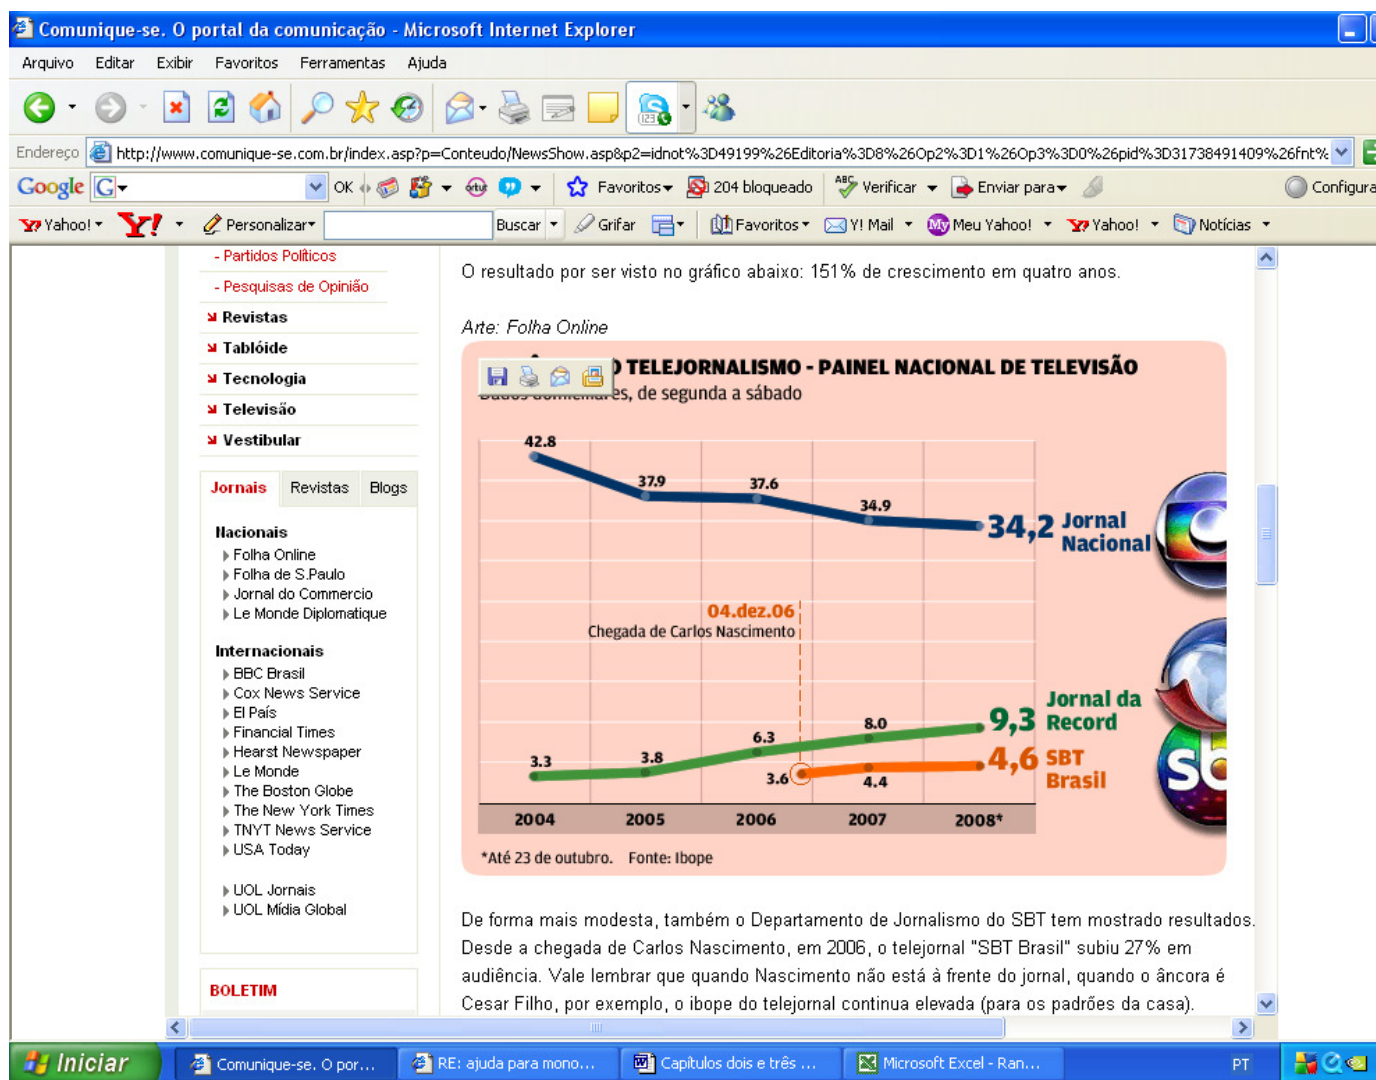 Comunique-se. O portal da comunicação - Microsoft Internet Explorer
Arquivo Editar Exibir Favoritos Ferramentas Ajuda
Endereço http://www.comunique-se.com.br/index.asp?p=Conteudo/NewsShow.asp&p2=idnot%3D49199%26Editoria%3D8%26Op2%3D1%26Op3%3D0%26pid%3D31738491409%26fnt%
Google G OK ortut Favoritos 204 bloqueado ABC Verificar Enviar para Configura
Yahoo! Y! Personalizar Buscar Grifar Favoritos Y! Mail My Meu Yahoo! Yahoo! Notícias
- Partidos Políticos
- Pesquisas de Opinião
Revistas
Tablóide
Tecnologia
Televisão
Vestibular
Jornais Revistas Blogs
Nacionais
Folha Online
Folha de S.Paulo
Jornal do Commercio
Le Monde Diplomatique
Internacionais
BBC Brasil
Cox News Service
El País
Financial Times
Hearst Newspaper
Le Monde
The Boston Globe
The New York Times
TNYT News Service
USA Today
UOL Jornais
UOL Mídia Global
BOLETIM
O resultado por ser visto no gráfico abaixo: 151% de crescimento em quatro anos.
Arte: Folha Online
TELEJORNALISMO - PAINEL NACIONAL DE TELEVISÃO
de segunda a sábado
42.8
37.9
37.6
34.9
34,2 Jornal Nacional
04.dez.06
Chegada de Carlos Nascimento
3.3
3.8
6.3
8.0
9,3 Jornal da Record
3.6
4.4
4,6 SBT Brasil
sb
2004 2005 2006 2007 2008*
*Até 23 de outubro. Fonte: Ibope
De forma mais modesta, também o Departamento de Jornalismo do SBT tem mostrado resultados.
Desde a chegada de Carlos Nascimento, em 2006, o telejornal "SBT Brasil" subiu 27% em
audiência. Vale lembrar que quando Nascimento não está à frente do jornal, quando o âncora é
Cesar Filho, por exemplo, o ibope do telejornal continua elevada (para os padrões da casa).
Iniciar Comunique-se. O por... RE: ajuda para mono... Capítulos dois e três ... Microsoft Excel - Ran... PT